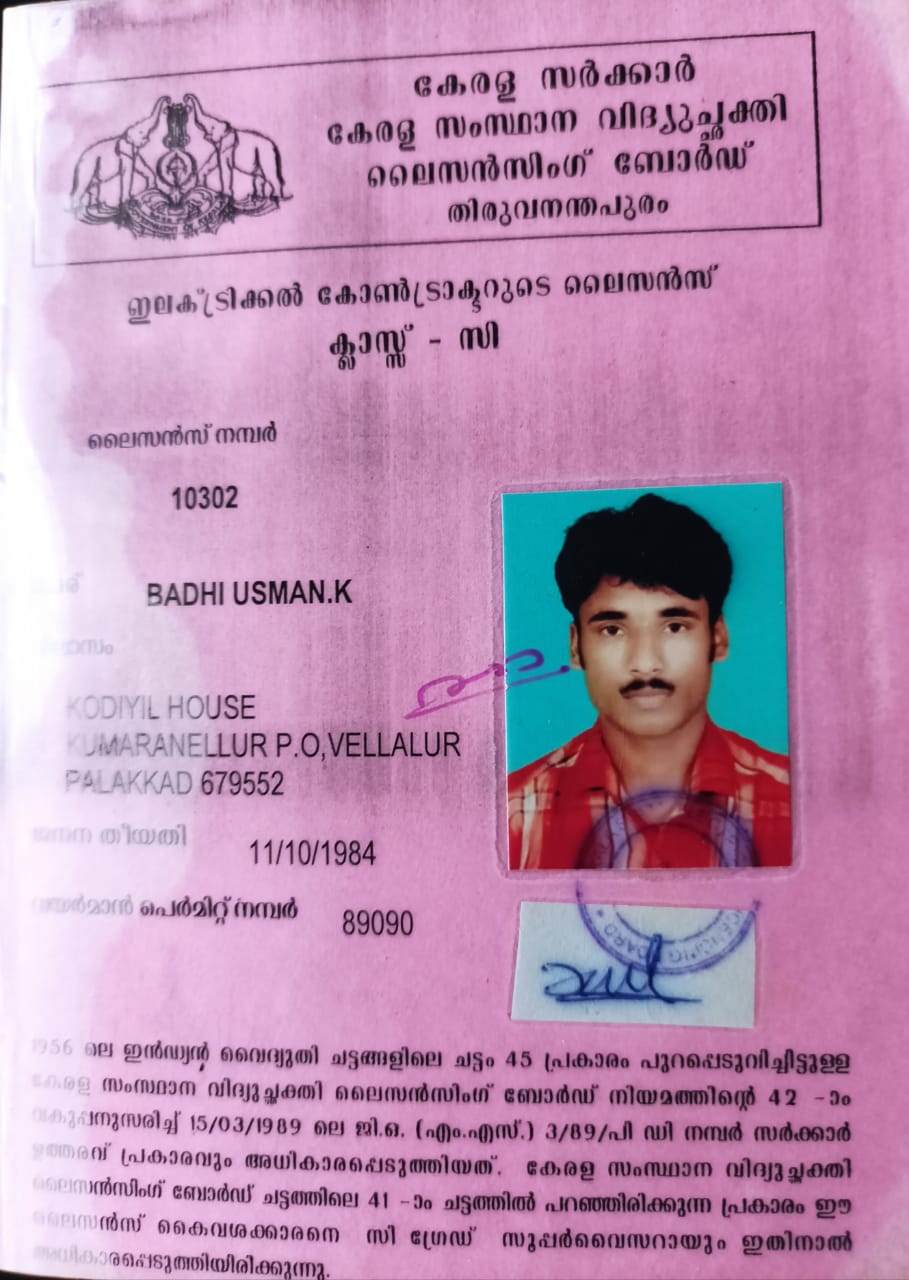 കേരള സർക്കാർ
കേരള സംസ്ഥാന വിദ്യുച്ഛക്തി
ലൈസൻസിംഗ് ബോർഡ്
തിരുവനന്തപുരം
ഇലക്ട്രിക്കൽ കോൺട്രാക്ടറുടെ ലൈസൻസ്
ക്ലാസ്സ് - സി
ലൈസൻസ് നമ്പർ
10302
BADHI USMAN.K
KODIYIL HOUSE
KUMARANELLUR P.O,VELLALUR
PALAKKAD 679552
ജനന തീയതി
11/10/1984
വയർമാൻ പെർമിറ്റ് നമ്പർ 89090
1956 ലെ ഇൻഡ്യൻ വൈദ്യുതി ചട്ടങ്ങളിലെ ചട്ടം 45 പ്രകാരം പുറപ്പെടുവിച്ചിട്ടുള്ള
കേരള സംസ്ഥാന വിദ്യുച്ഛക്തി ലൈസൻസിംഗ് ബോർഡ് നിയമത്തിന്റെ 42 -ാം
വകുപ്പനുസരിച്ച് 15/03/1989 ലെ ജി.ഒ. (എം.എസ്.) 3/89/പി ഡി നമ്പർ സർക്കാർ
ഉത്തരവ് പ്രകാരവും അധികാരപ്പെടുത്തിയത്. കേരള സംസ്ഥാന വിദ്യുച്ഛക്തി
ലൈസൻസിംഗ് ബോർഡ് ചട്ടത്തിലെ 41 -ാം ചട്ടത്തിൽ പറഞ്ഞിരിക്കുന്ന പ്രകാരം ഈ
ലൈസൻസ് കൈവശക്കാരനെ സി ഗ്രേഡ് സൂപ്പർവൈസറായും ഇതിനാൽ
അധികാരപ്പെടുത്തിയിരിക്കുന്നു.